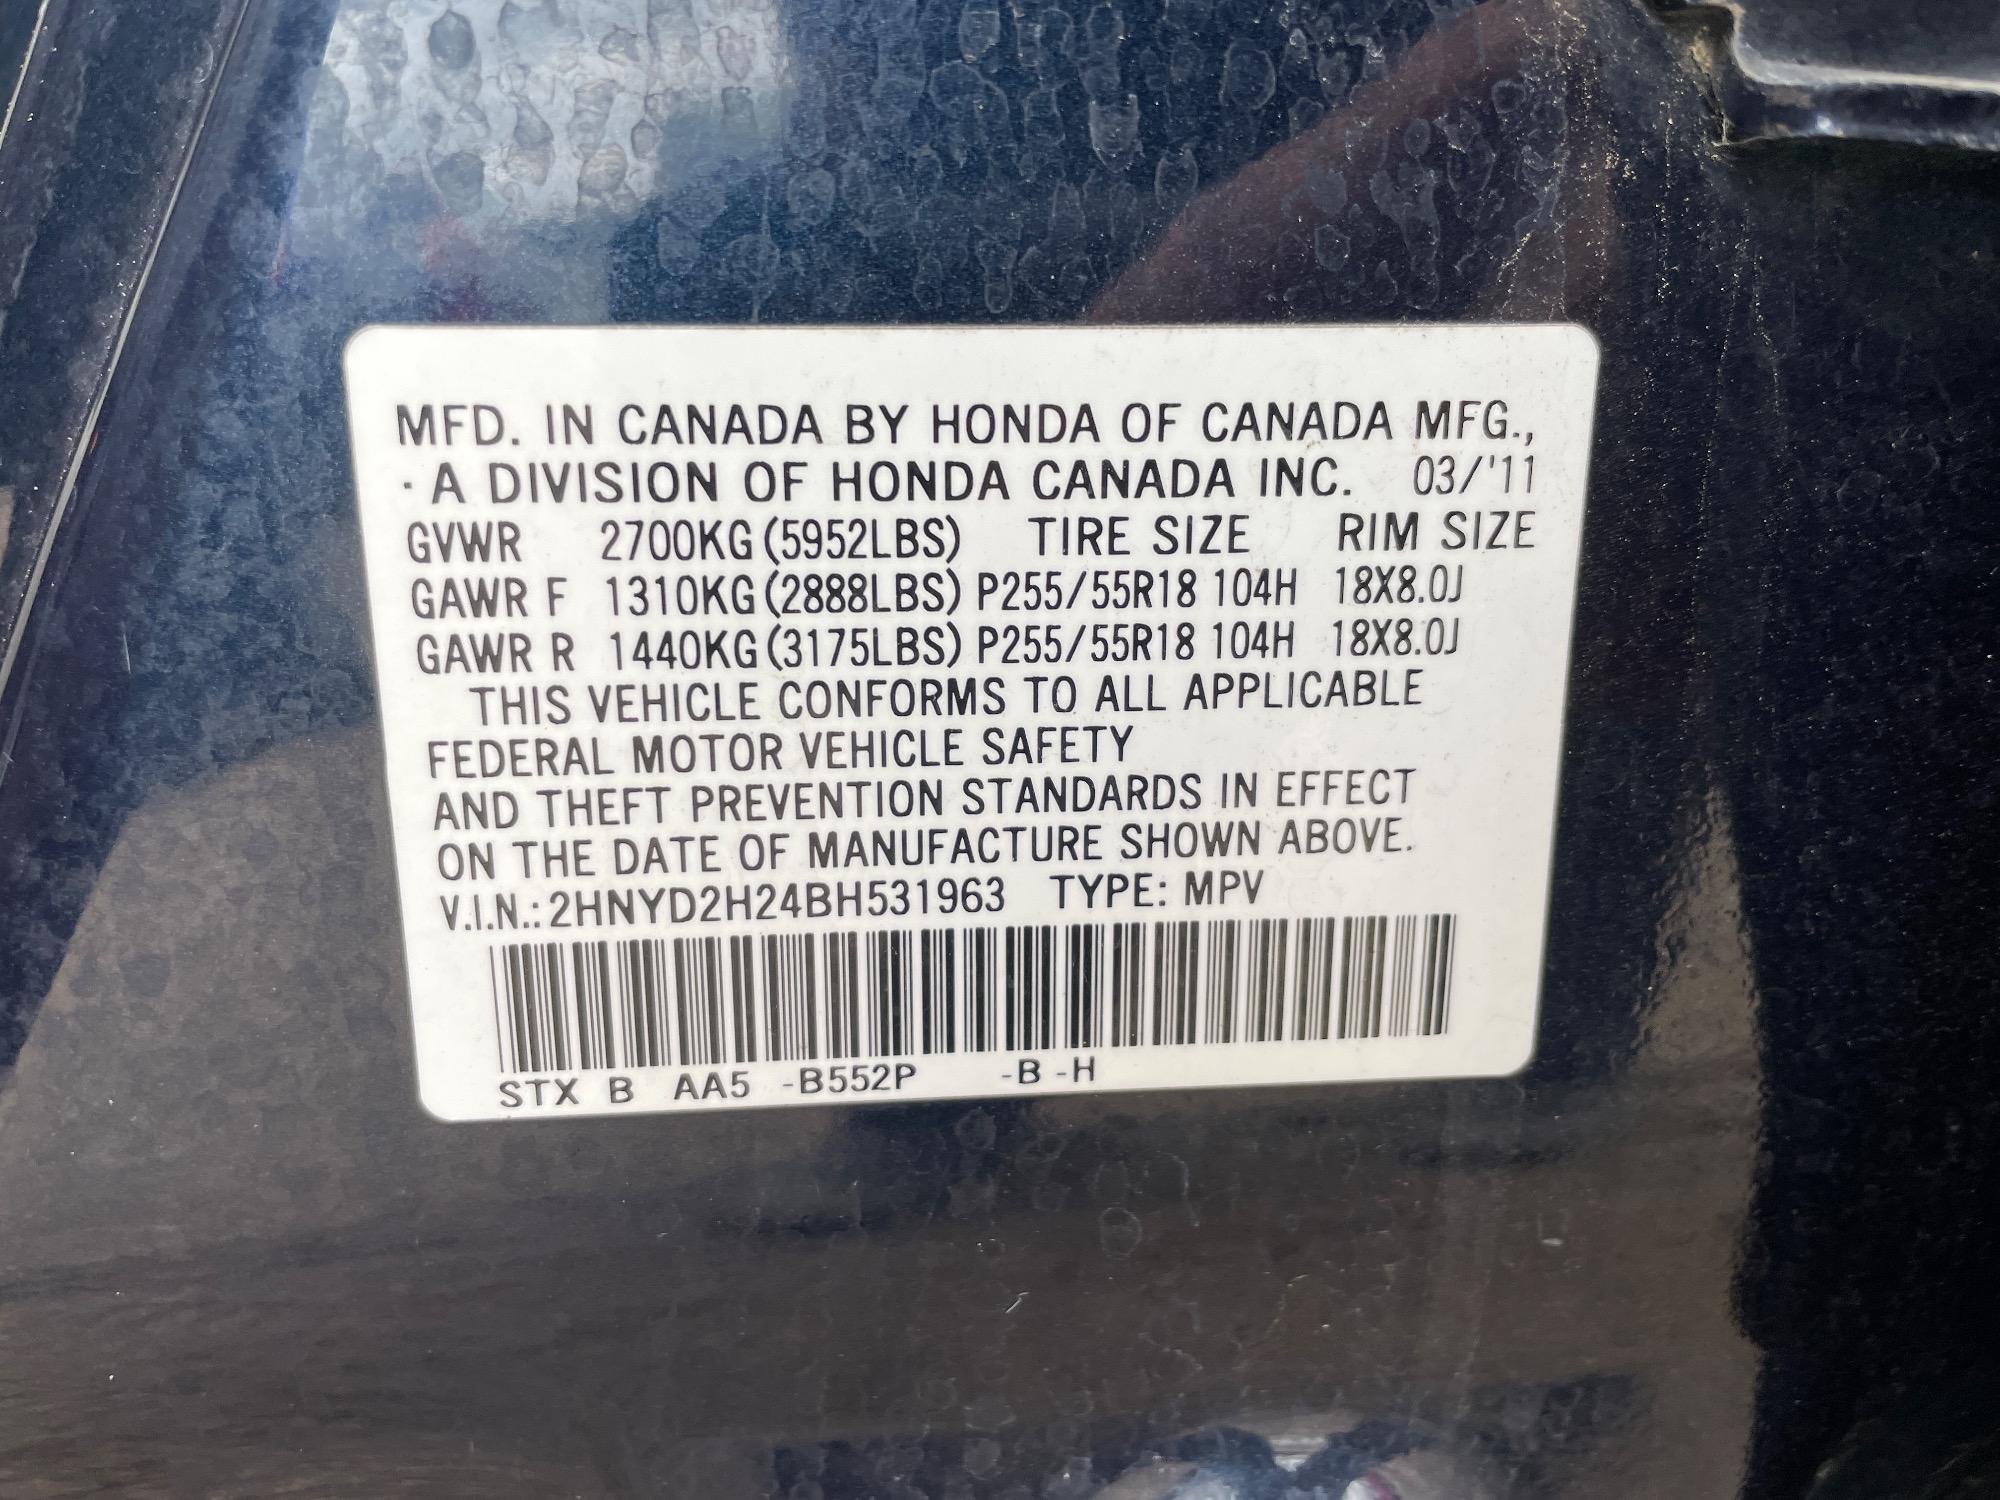 MFD. IN CANADA BY HONDA OF CANADA MFG.,
· A DIVISION OF HONDA CANADA INC. 03/'11
GVWR 2700KG (5952LBS) TIRE SIZE RIM SIZE
GAWR F 1310KG (2888LBS) P255/55R18 104H 18X8.0J
GAWR R 1440KG (3175LBS) P255/55R18 104H 18X8.0J
THIS VEHICLE CONFORMS TO ALL APPLICABLE
FEDERAL MOTOR VEHICLE SAFETY
AND THEFT PREVENTION STANDARDS IN EFFECT
ON THE DATE OF MANUFACTURE SHOWN ABOVE.
V.I.N.: 2HNYD2H24BH531963 TYPE: MPV
STX B AA5 -B552P -B -H